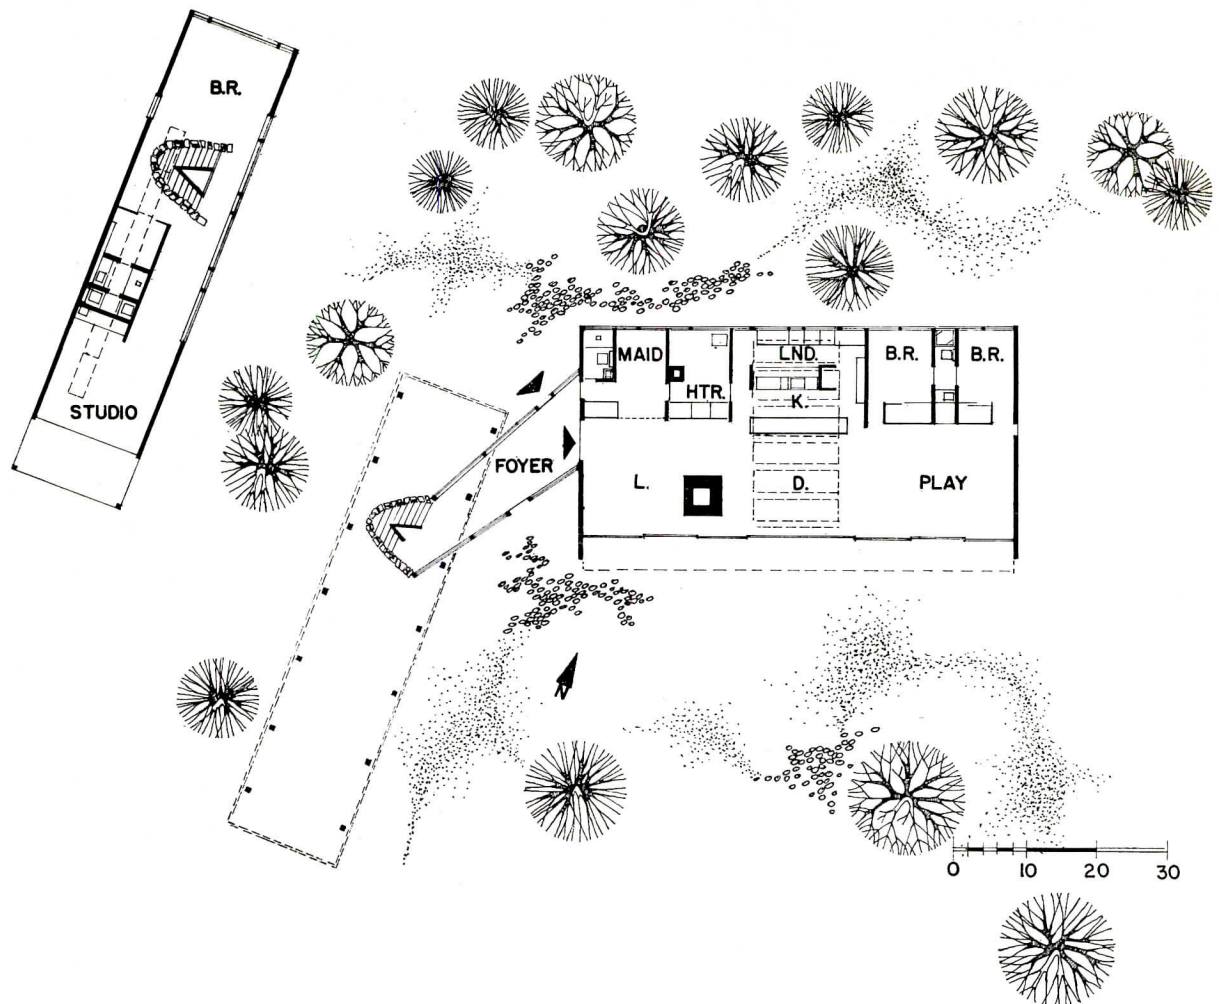 B.R.
STUDIO
MAID
HTR.
LND.
K.
B.R.
B.R.
FOYER
L.
D.
PLAY
N
0 10 20 30